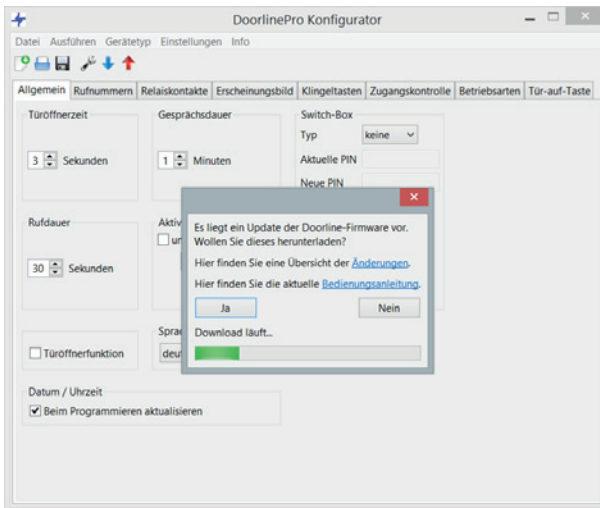 DoorlinePro Konfigurator
Datei Ausführen Gerätetyp Einstellungen Info
Allgemein Rufnummern Relaiskontakte Erscheinungsbild Klingeltasten Zugangskontrolle Betriebsarten Tür-auf-Taste
Türöffnerzeit Gesprächsdauer Switch-Box
Typ keine
3 Sekunden 1 Minuten Aktuelle PIN
Neue PIN
Rufdauer Aktiv
Es liegt ein Update der Doorline-Firmware vor.
Wollen Sie dieses herunterladen?
Hier finden Sie eine Übersicht der Änderungen.
30 Sekunden
Hier finden Sie die aktuelle Bedienungsanleitung.
Ja Nein
Download läuft...
Türöffnerfunktion
Datum / Uhrzeit
Beim Programmieren aktualisieren